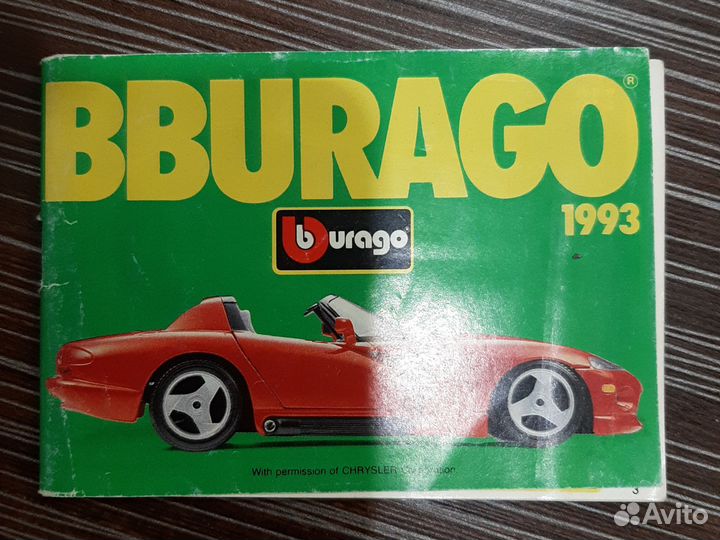 BBURAGO®
1993
burago
With permission of CHRYSLER Corporation
3
Avito